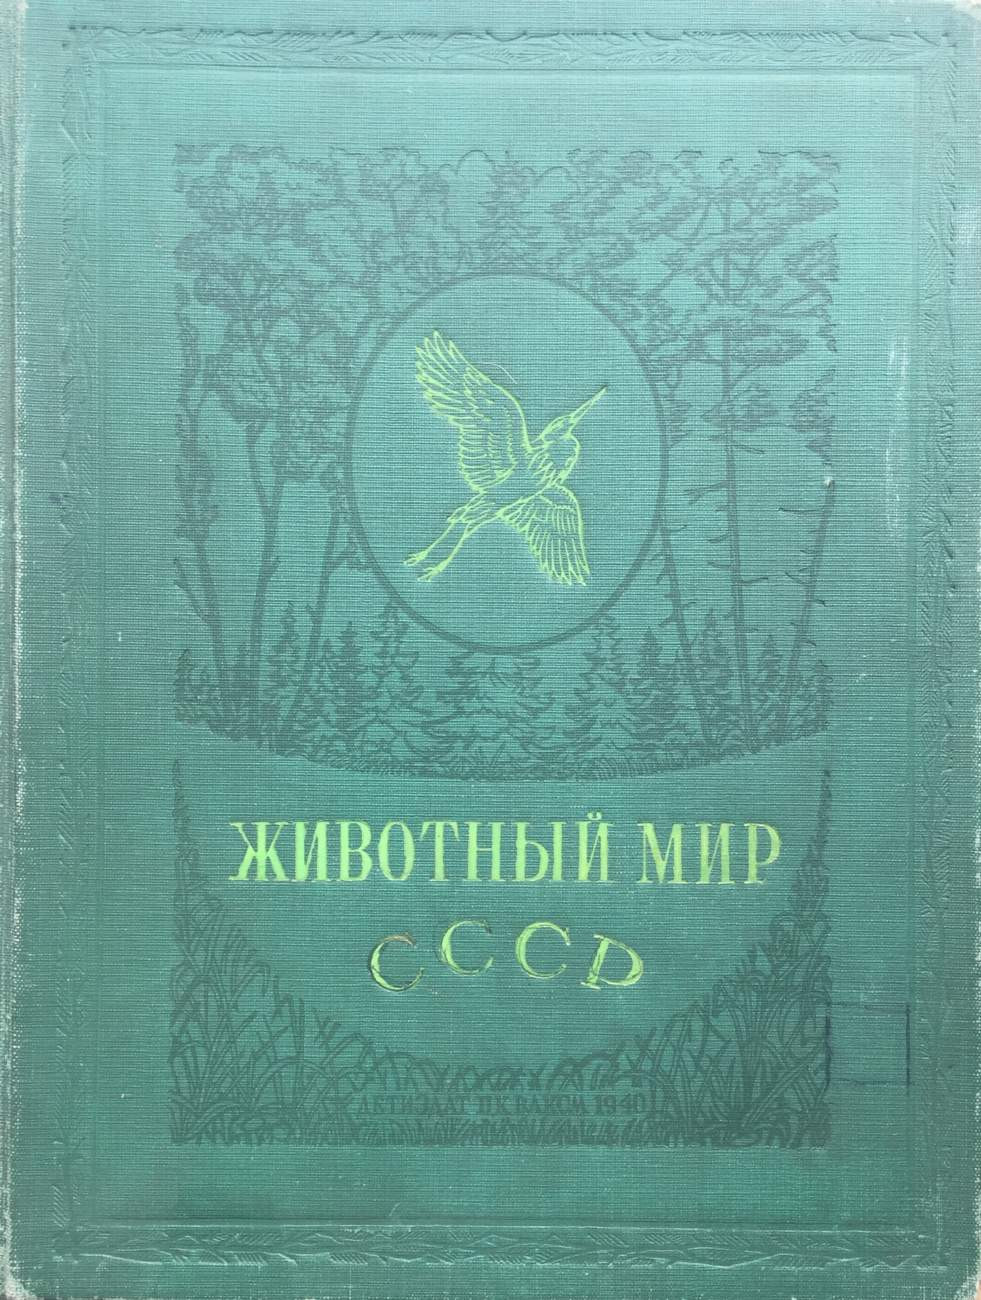 ЖИВОТНЫЙ МИР
СССР
ДЕТИЗДАТ ЦК ВЛКСМ 1940